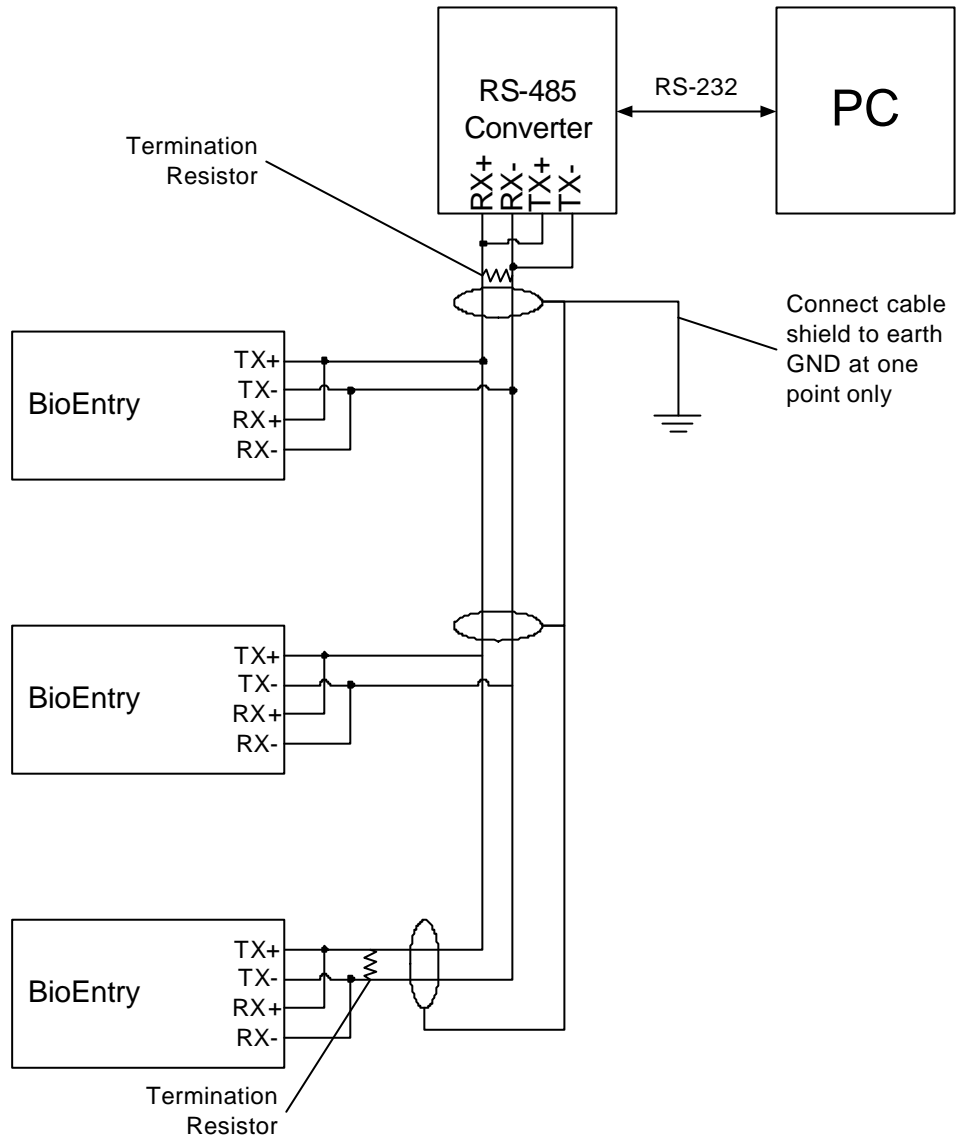 RS-485
Converter
RX+
RX-
TX+
TX-
RS-232
PC
Termination
Resistor
Connect cable
shield to earth
GND at one
point only
BioEntry
TX+
TX-
RX+
RX-
BioEntry
TX+
TX-
RX+
RX-
BioEntry
TX+
TX-
RX+
RX-
Termination
Resistor